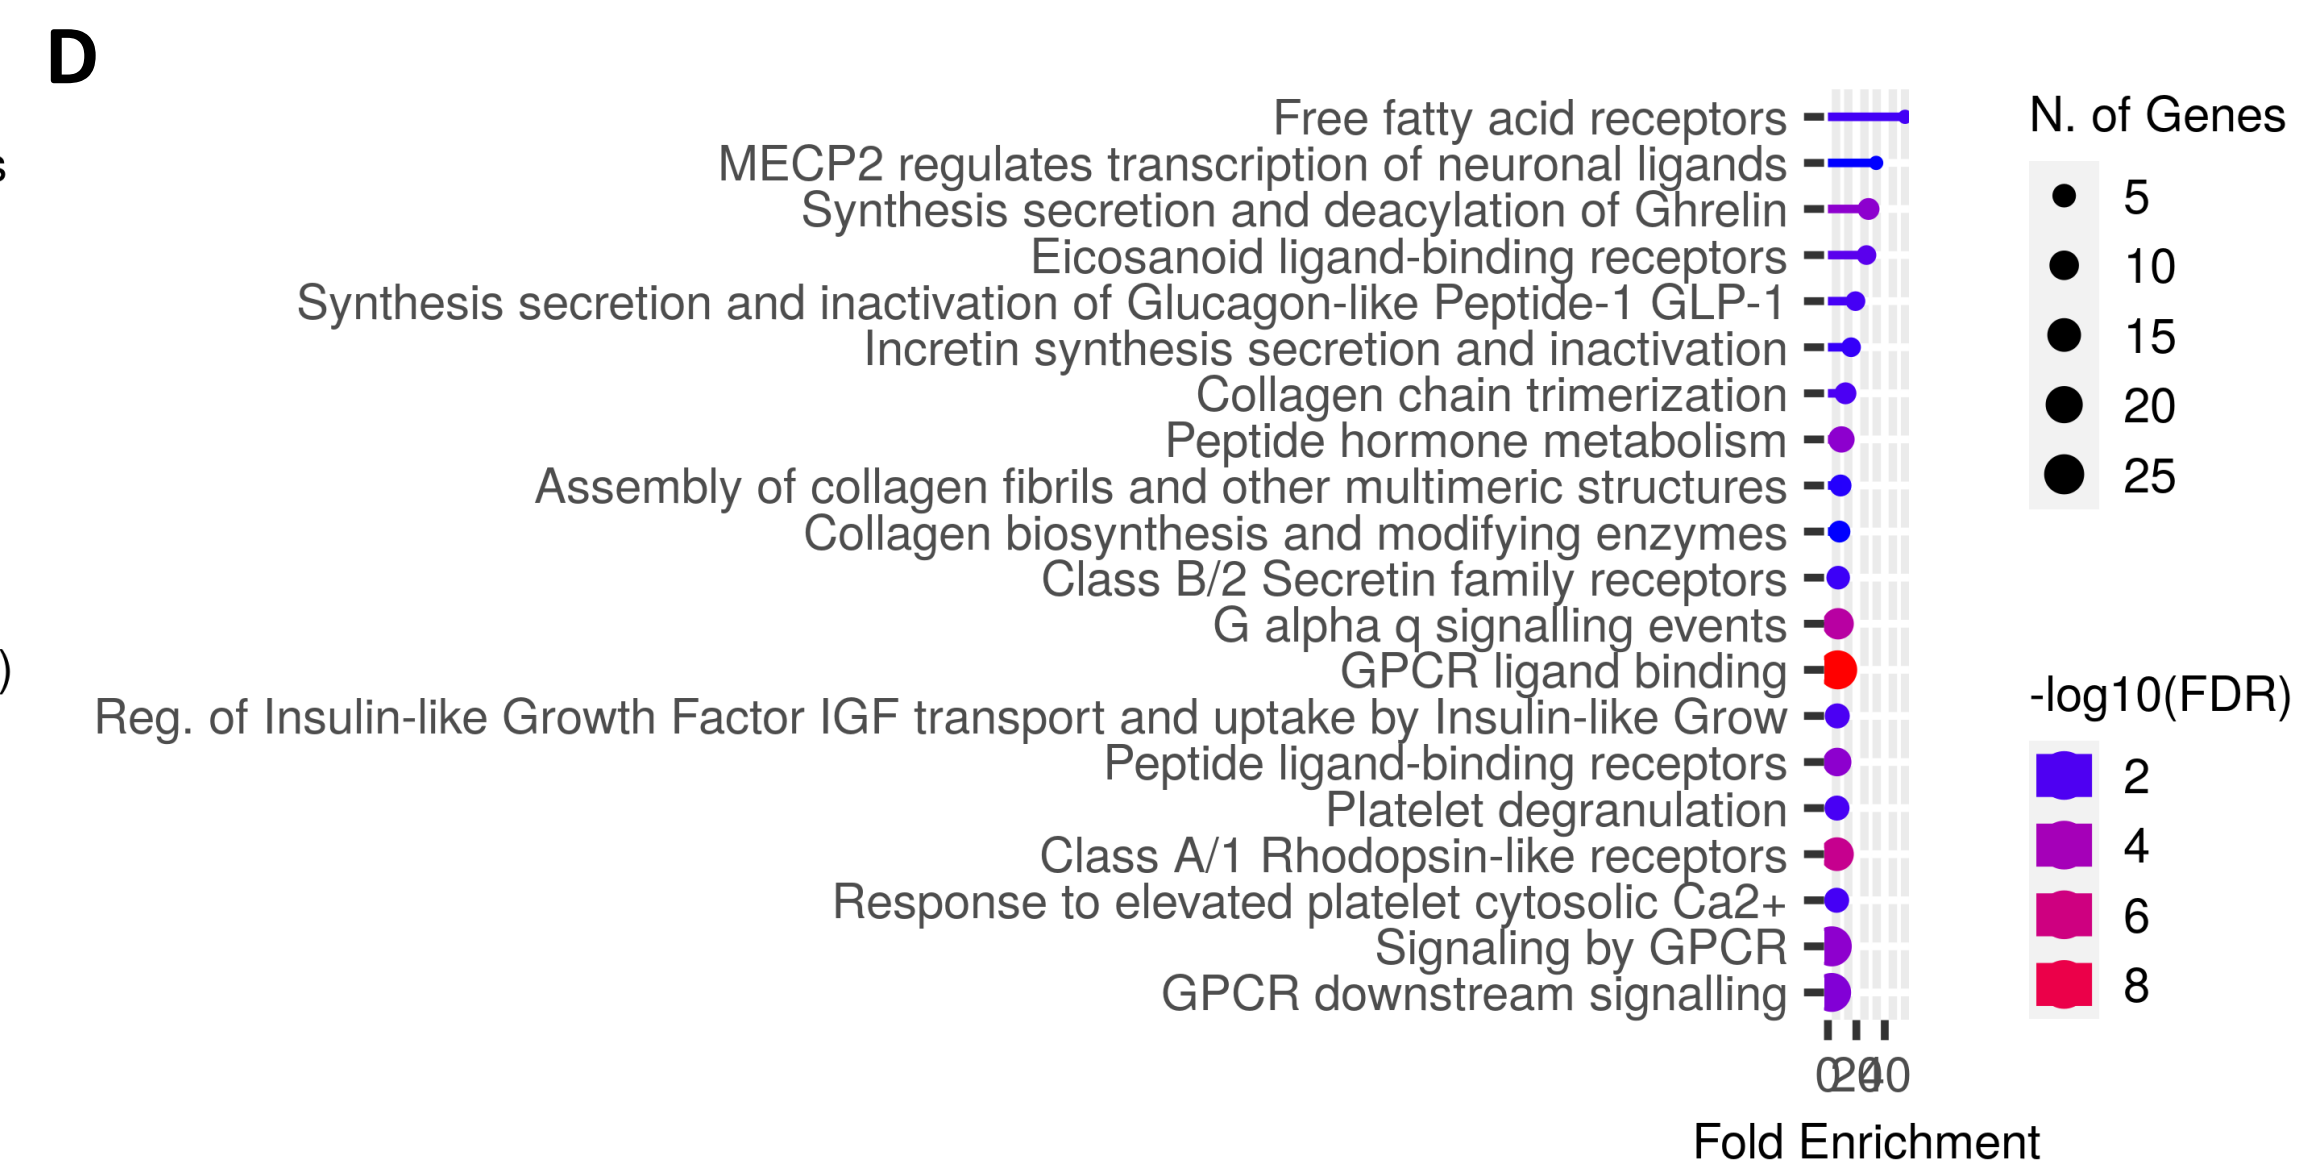 D
s
)
Free fatty acid receptors
MECP2 regulates transcription of neuronal ligands
Synthesis secretion and deacylation of Ghrelin
Eicosanoid ligand-binding receptors
Synthesis secretion and inactivation of Glucagon-like Peptide-1 GLP-1
Incretin synthesis secretion and inactivation
Collagen chain trimerization
Peptide hormone metabolism
Assembly of collagen fibrils and other multimeric structures
Collagen biosynthesis and modifying enzymes
Class B/2 Secretin family receptors
G alpha q signalling events
GPCR ligand binding
Reg. of Insulin-like Growth Factor IGF transport and uptake by Insulin-like Grow
Peptide ligand-binding receptors
Platelet degranulation
Class A/1 Rhodopsin-like receptors
Response to elevated platelet cytosolic Ca2+
Signaling by GPCR
GPCR downstream signalling
0 20 40
Fold Enrichment
N. of Genes
5
10
15
20
25
-log10(FDR)
2
4
6
8